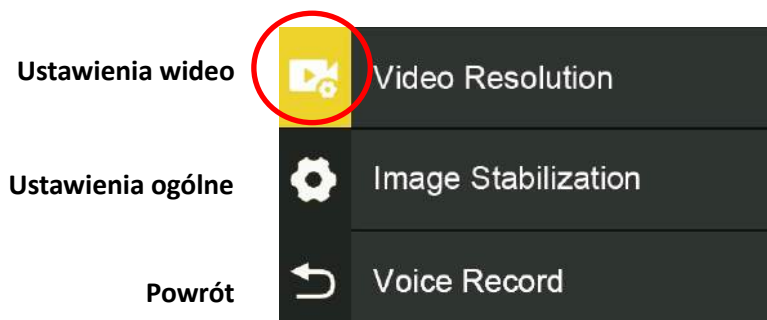 Ustawienia wideo
Video Resolution
Ustawienia ogólne
Image Stabilization
Powrót
Voice Record